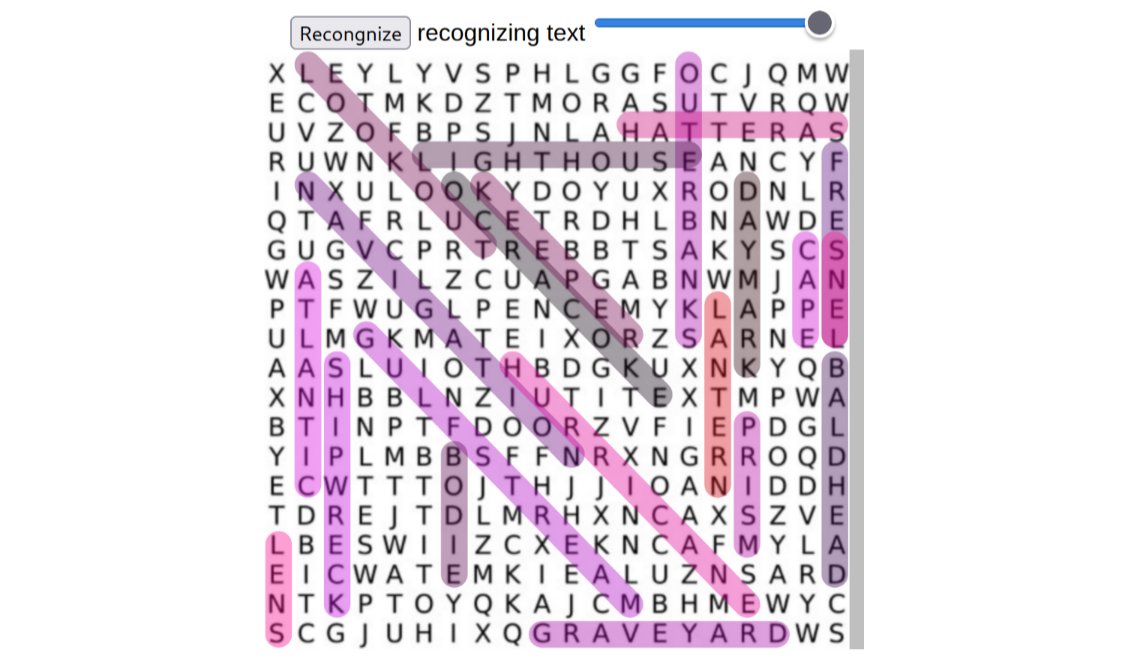 Recongnize recognizing text
X L E Y L Y V S P H L G G F O C J Q M W
E C O T M K D Z T M O R A S U T V R Q W
U V Z O F B P S J N L A H A T T E R A S
R U W N K L I G H T H O U S E A N C Y F
I N X U L O O K Y D O Y U X R O D N L R
Q T A F R L U C E T R D H L B N A W D E
G U G V C P R T R E B B T S A K Y S C S
W A S Z I L Z C U A P G A B N W M J A N
P T F W U G L P E N C E M Y K L A P P E
U L M G K M A T E I X O R Z S A R N E L
A A S L U I O T H B D G K U X N K Y Q B
X N H B B L N Z I U T I T E X T M P W A
B T I N P T F D O O R Z V F I E P D G L
Y I P L M B B S F F N R X N G R R O Q D
E C W T T T O J T H J J I O A N I D D H
T D R E J T D L M R H X N C A X S Z V E
L B E S W I I Z C X E K N C A F M Y L A
E I C W A T E M K I E A L U Z N S A R D
N T K P T O Y Q K A J C M B H M E W Y C
S C G J U H I X Q G R A V E Y A R D W S